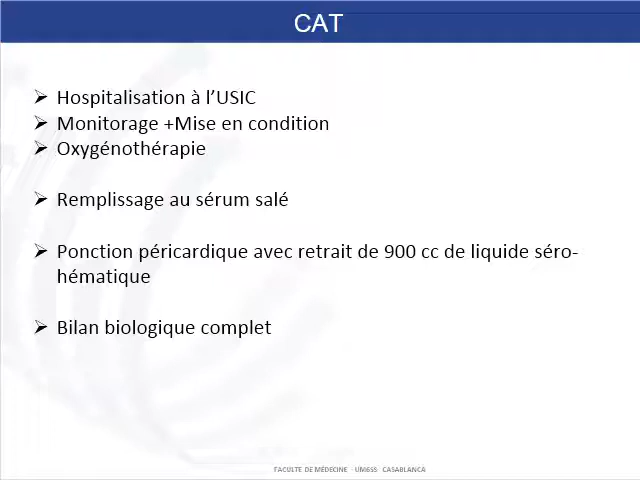 CAT
➢ Hospitalisation à l’USIC
➢ Monitorage +Mise en condition
➢ Oxygénothérapie
➢ Remplissage au sérum salé
➢ Ponction péricardique avec retrait de 900 cc de liquide séro-
hématique
➢ Bilan biologique complet
FACULTE DE MÉDECINE - UM6SS- CASABLANCA